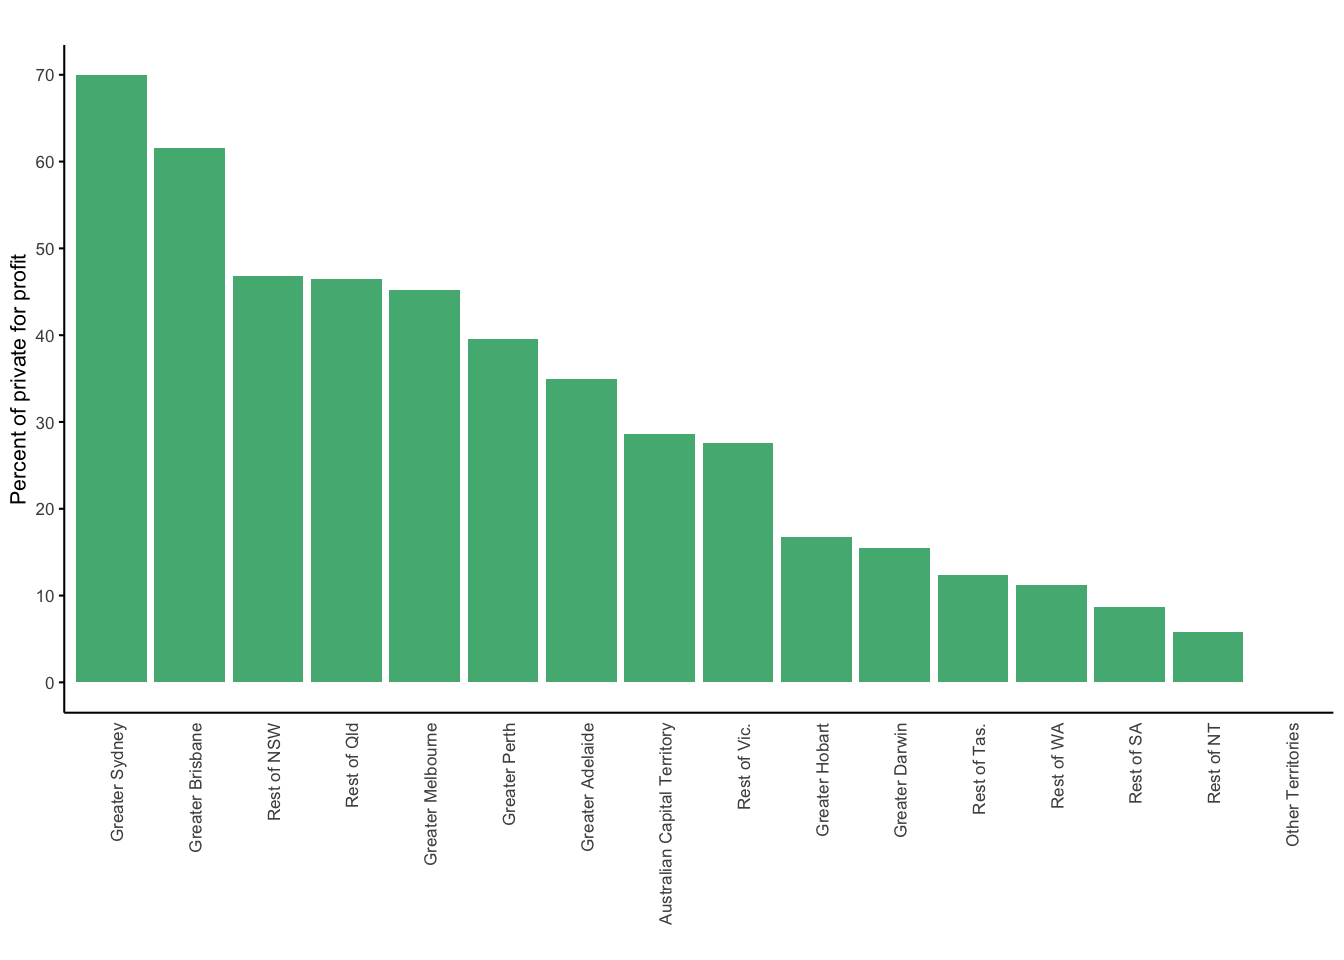 Percent of private for profit
70
60
50
40
30
20
10
0
Greater Sydney
Greater Brisbane
Rest of NSW
Rest of Qld
Greater Melbourne
Greater Perth
Greater Adelaide
Australian Capital Territory
Rest of Vic.
Greater Hobart
Greater Darwin
Rest of Tas.
Rest of WA
Rest of SA
Rest of NT
Other Territories